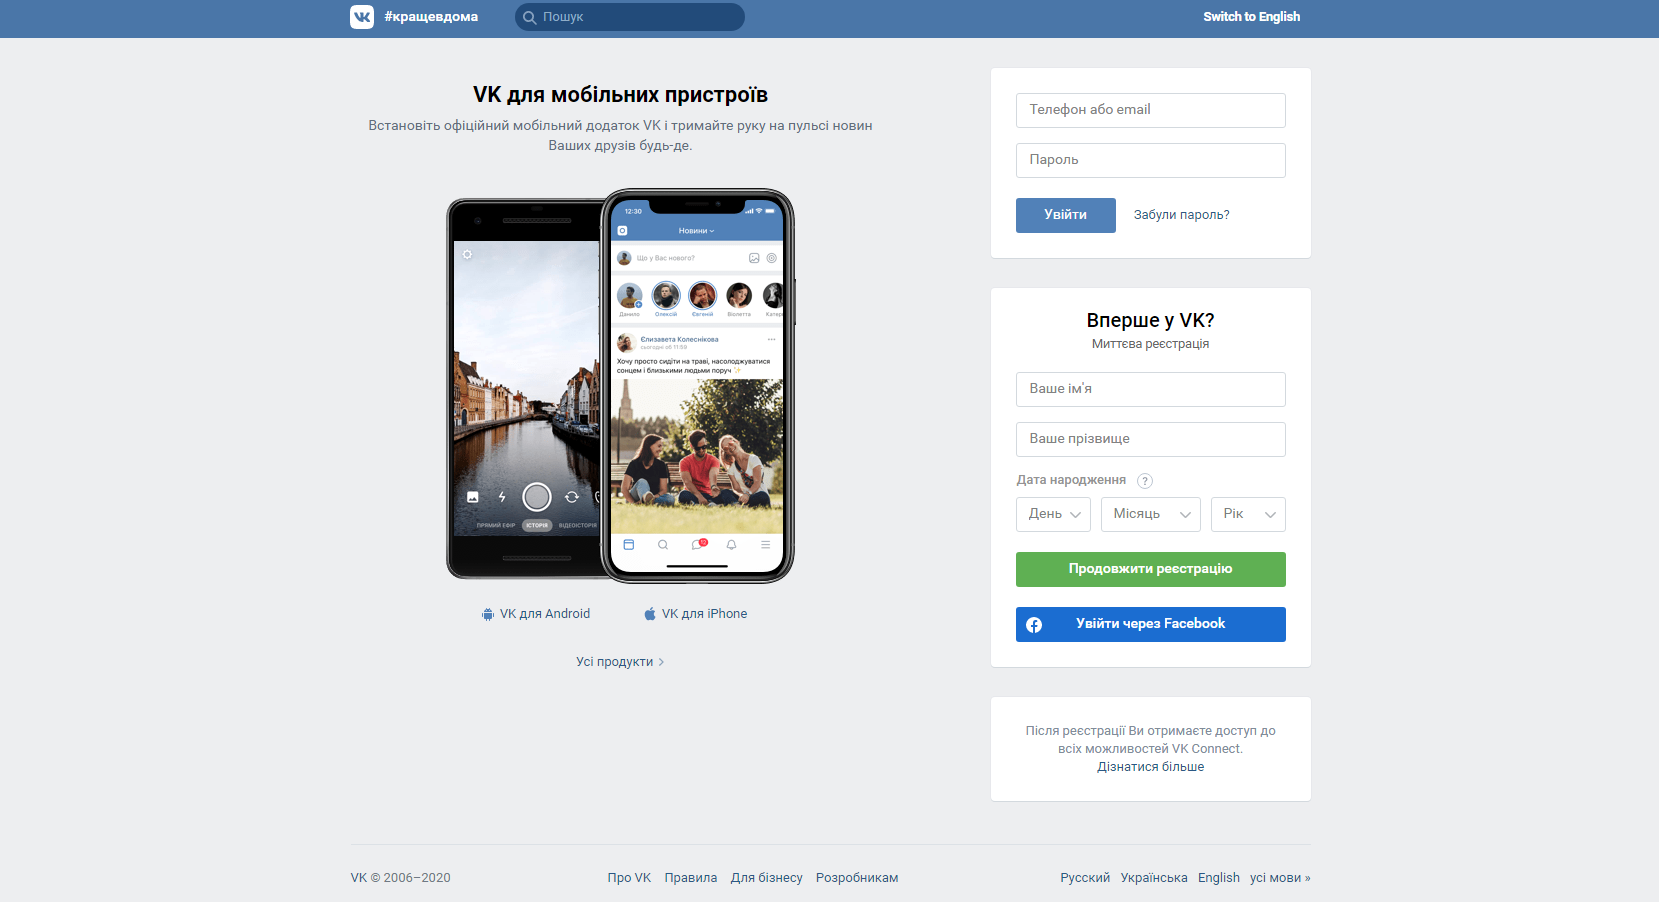 #кращевдома
Пошук
Switch to English
VK для мобільних пристроїв
Встановіть офіційний мобільний додаток VK і тримайте руку на пульсі новин
Ваших друзів будь-де.
ПРЯМИЙ ЕФІР ІСТОРІЯ ВІДЕОІСТОРІЯ
12:30
Новини
Що у Вас нового?
Данило Олексій Євгеній Віолетта Катер
Єлизавета Колеснікова
сьогодні об 11:59
Хочу просто сидіти на траві, насолоджуватися
сонцем і близькими людьми поруч ✨
VK для Android
VK для iPhone
Усі продукти
Телефон або email
Пароль
Увійти
Забули пароль?
Вперше у VK?
Миттєва реєстрація
Ваше ім'я
Ваше прізвище
Дата народження ?
День Місяць Рік
Продовжити реєстрацію
Увійти через Facebook
Після реєстрації Ви отримаєте доступ до
всіх можливостей VK Connect.
Дізнатися більше
VK © 2006–2020
Про VK Правила Для бізнесу Розробникам
Русский Українська English усі мови »